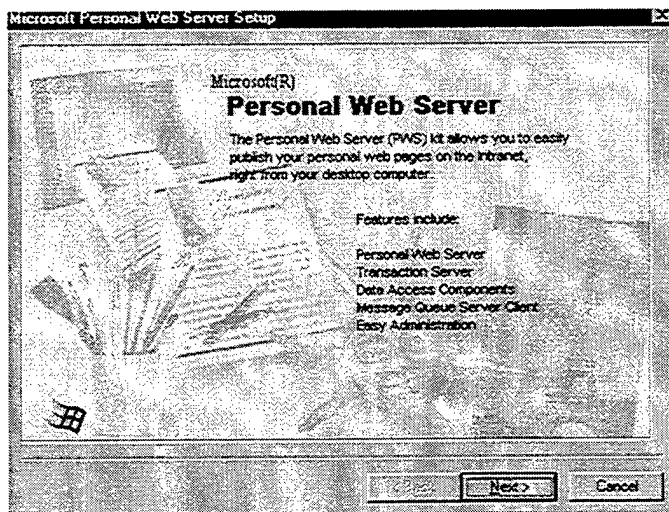 Microsoft Personal Web Server Setup
Microsoft(R)
Personal Web Server
The Personal Web Server (PWS) kit allows you to easily
publish your personal web pages on the intranet,
right from your desktop computer.
Features include:
Personal Web Server
Transaction Server
Data Access Components
Message Queue Server Client
Easy Administration
< Back
Next >
Cancel